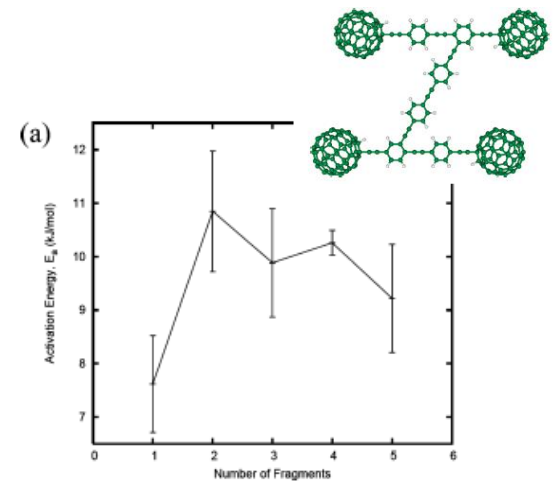 (a)
12
11
10
9
8
7
Activation Energy, Ea (kJ/mol)
0 1 2 3 4 5 6
Number of Fragments